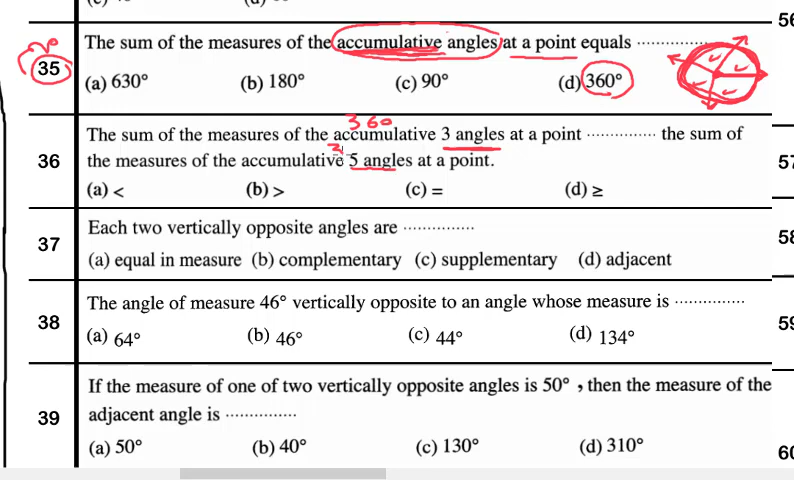 56
The sum of the measures of the accumulative angles at a point equals ..............
35
(a) 630° (b) 180° (c) 90° (d) 360°
360
The sum of the measures of the accumulative 3 angles at a point .............. the sum of
36
the measures of the accumulative 5 angles at a point.
57
(a) < (b) > (c) = (d) ≥
Each two vertically opposite angles are ..............
37
58
(a) equal in measure (b) complementary (c) supplementary (d) adjacent
The angle of measure 46° vertically opposite to an angle whose measure is ..............
38
59
(a) 64° (b) 46° (c) 44° (d) 134°
If the measure of one of two vertically opposite angles is 50° , then the measure of the
39
adjacent angle is ..............
(a) 50° (b) 40° (c) 130° (d) 310°
60